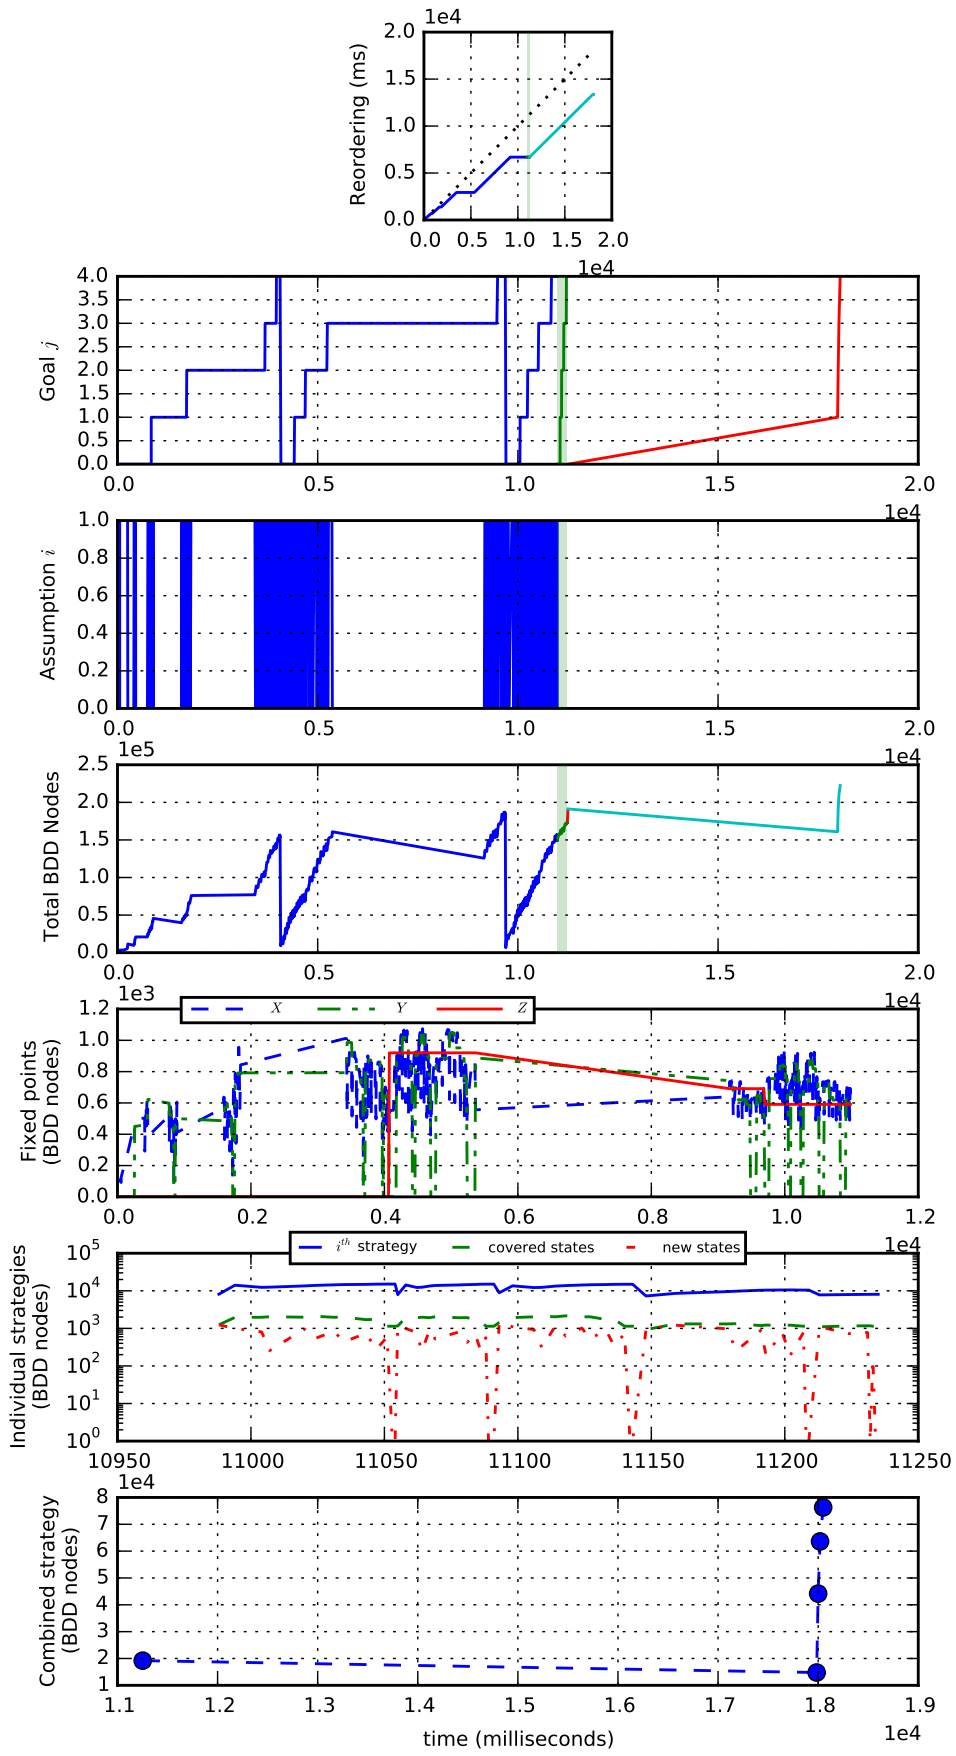 1e4
2.0
1.5
1.0
0.5
0.0
Reordering (ms)
0.0 0.5 1.0 1.5 2.0
1e4
4.0
3.5
3.0
2.5
2.0
1.5
1.0
0.5
0.0
Goal j
0.0 0.5 1.0 1.5 2.0
1e4
1.0
0.8
0.6
0.4
0.2
0.0
Assumption i
0.0 0.5 1.0 1.5 2.0
1e4
1e5
2.5
2.0
1.5
1.0
0.5
0.0
Total BDD Nodes
0.0 0.5 1.0 1.5 2.0
1e4
1e3
X Y Z
1.2
1.0
0.8
0.6
0.4
0.2
0.0
Fixed points
(BDD nodes)
0.0 0.2 0.4 0.6 0.8 1.0 1.2
1e4
i^th strategy covered states new states
10^5
10^4
10^3
10^2
10^1
10^0
Individual strategies
(BDD nodes)
10950 11000 11050 11100 11150 11200 11250
1e4
8
7
6
5
4
3
2
1
Combined strategy
(BDD nodes)
1.1 1.2 1.3 1.4 1.5 1.6 1.7 1.8 1.9
1e4
time (milliseconds)